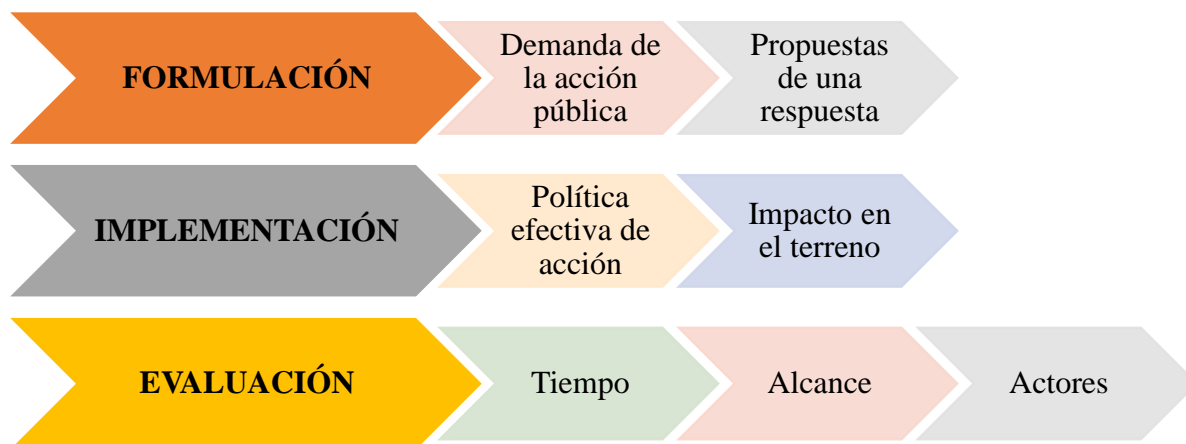 FORMULACIÓN
Demanda de
la acción
pública
Propuestas
de una
respuesta
IMPLEMENTACIÓN
Política
efectiva de
acción
Impacto en
el terreno
EVALUACIÓN
Tiempo
Alcance
Actores